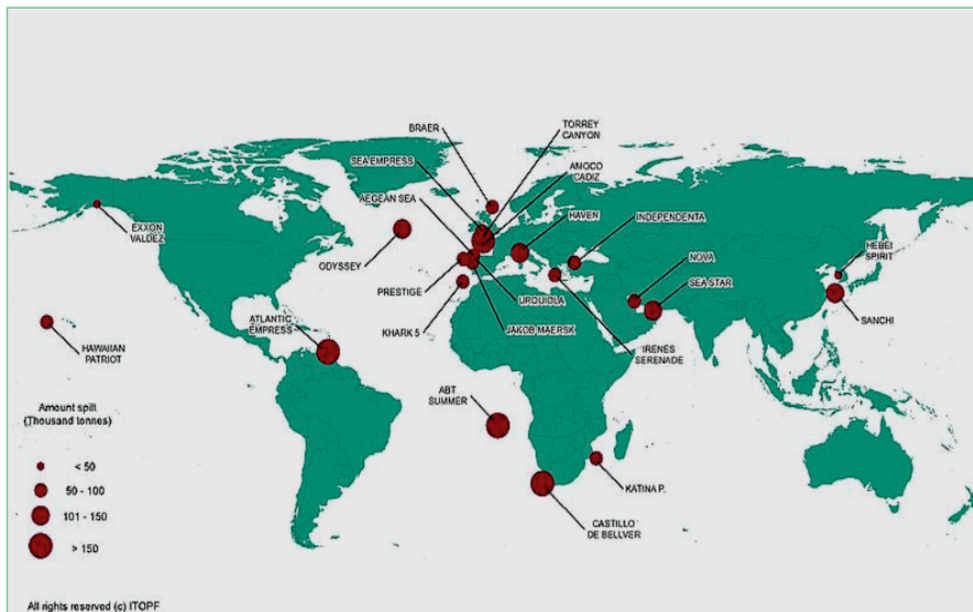 BRAER
TORREY
CANYON
SEA EMPRESS
AMOCO
CADIZ
AEGEAN SEA
HAVEN
INDEPENDENTA
EXXON
VALDEZ
ODYSSEY
NOVA
HEBEI
SPIRIT
SEA STAR
PRESTIGE
URQUIOLA
SANCHI
HAWAIIAN
PATRIOT
ATLANTIC
EMPRESS
KHARK 5
JAKOB MAERSK
IRENES
SERENADE
ABT
SUMMER
Amount spilt
(Thousand tonnes)
< 50
50 - 100
101 - 150
> 150
KATINA P.
CASTILLO
DE BELLVER
All rights reserved (c) ITOPF